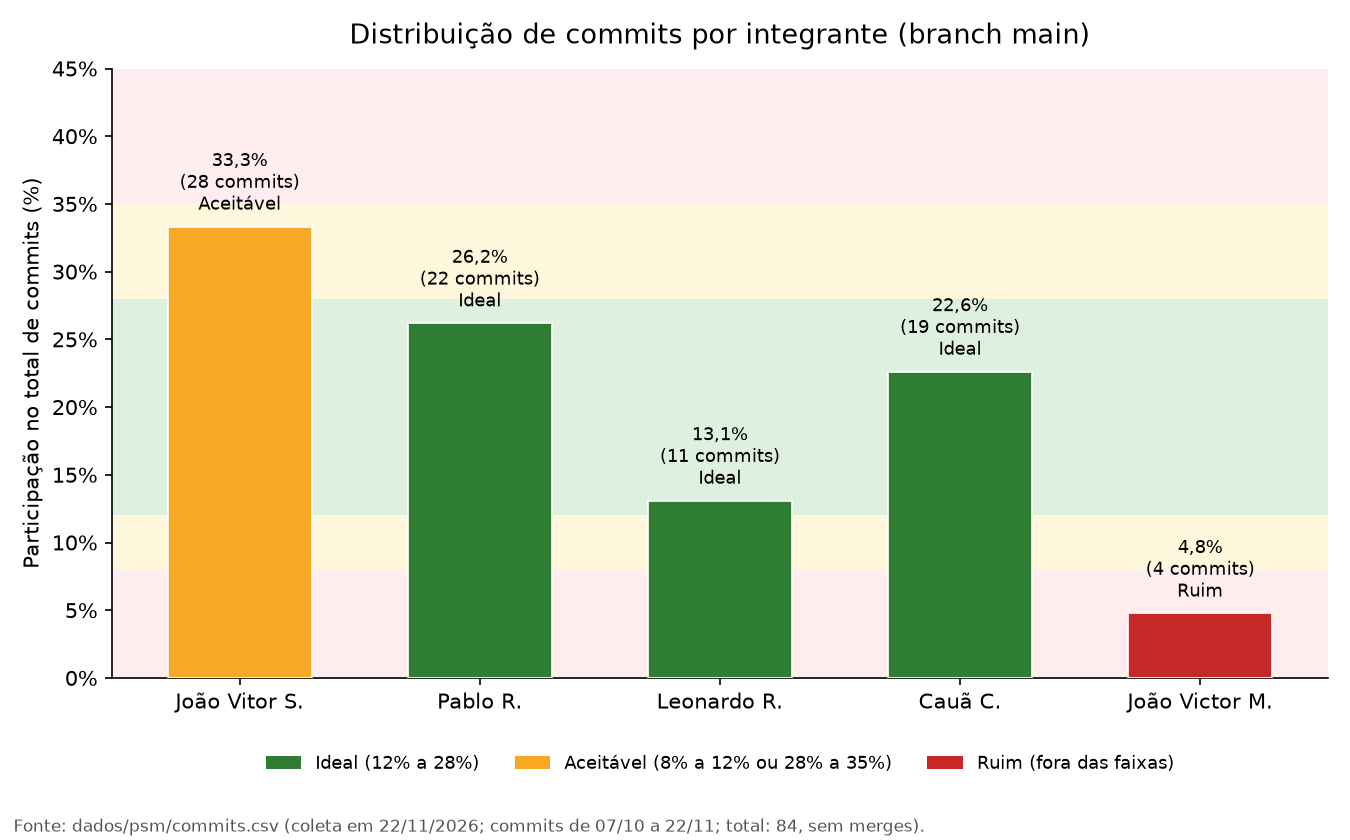 Distribuição de commits por integrante (branch main)
Participação no total de commits (%)
45%
40%
35%
30%
25%
20%
15%
10%
5%
0%
33,3%
(28 commits)
Aceitável
26,2%
(22 commits)
Ideal
13,1%
(11 commits)
Ideal
22,6%
(19 commits)
Ideal
4,8%
(4 commits)
Ruim
João Vitor S.
Pablo R.
Leonardo R.
Cauã C.
João Victor M.
Ideal (12% a 28%)
Aceitável (8% a 12% ou 28% a 35%)
Ruim (fora das faixas)
Fonte: dados/psm/commits.csv (coleta em 22/11/2026; commits de 07/10 a 22/11; total: 84, sem merges).